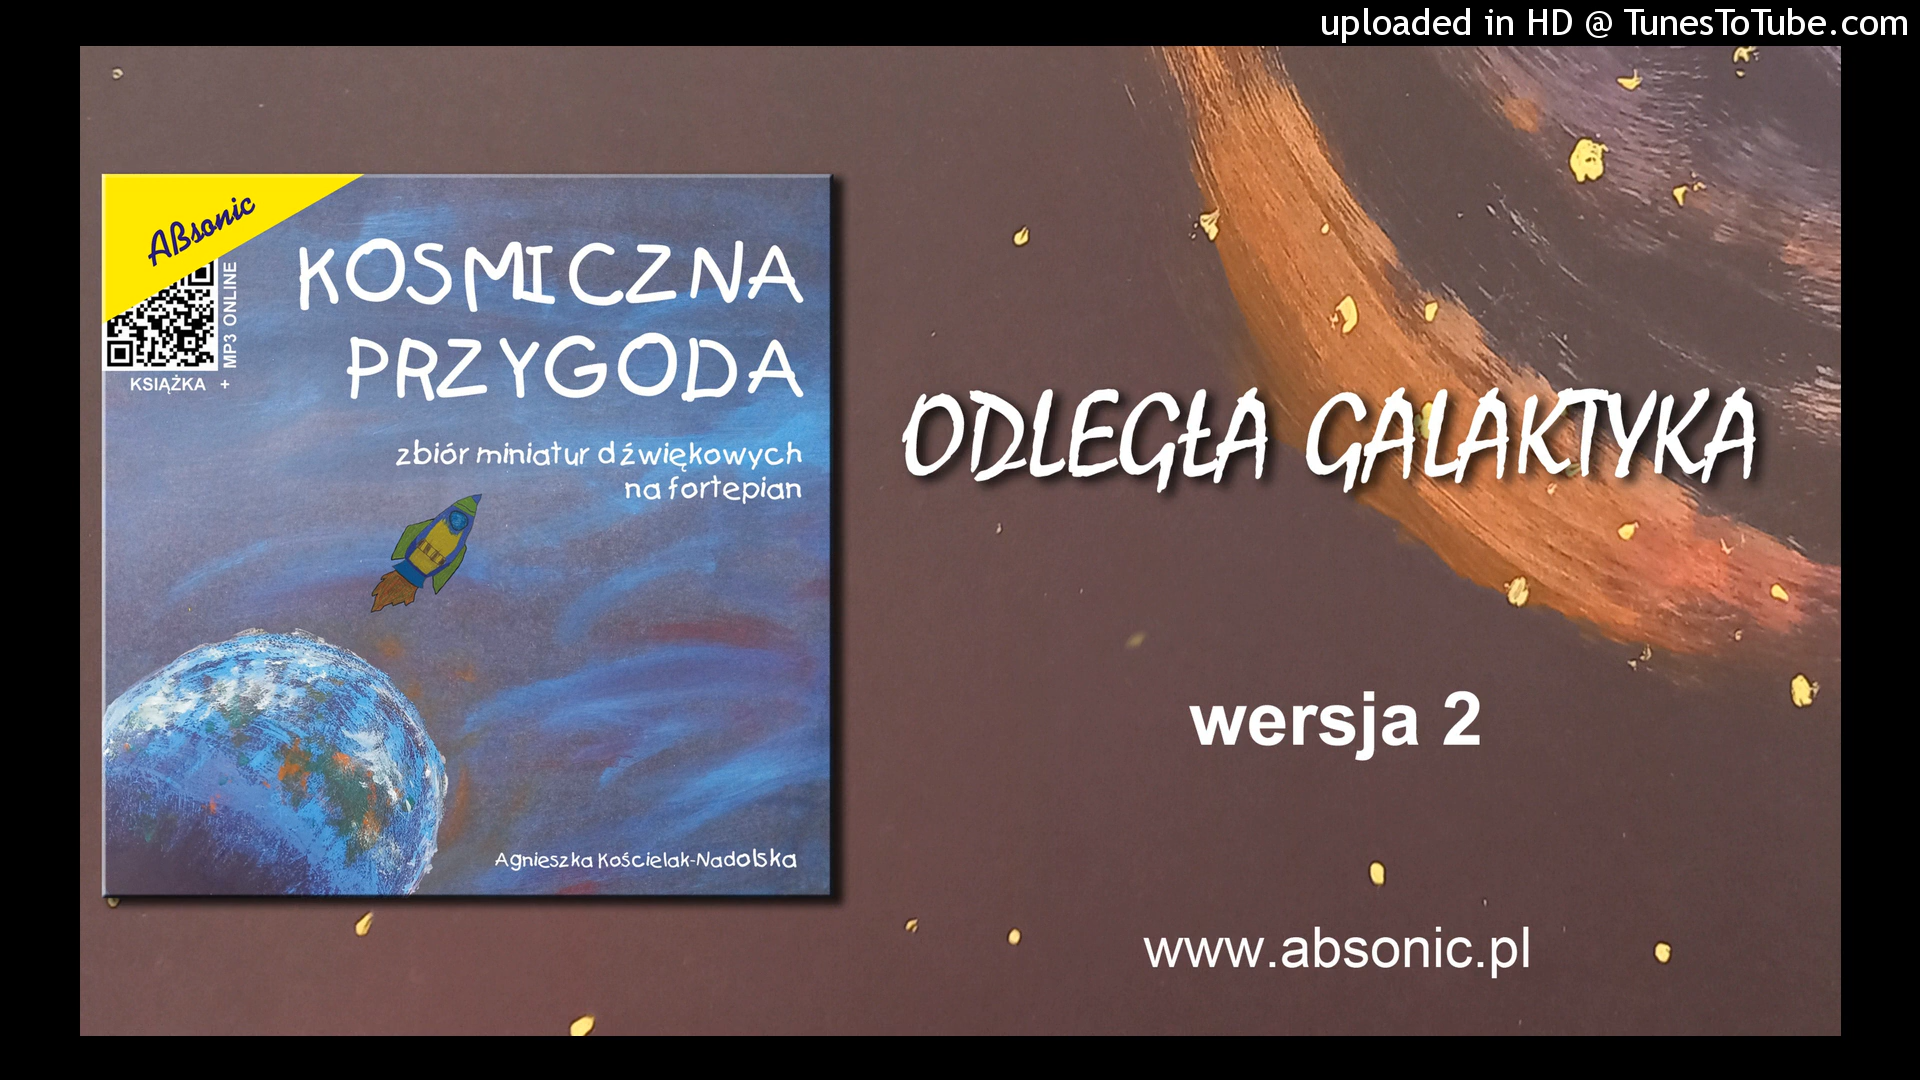 uploaded in HD @ TunesToTube.com
ABsonic
MP3 ONLINE
KSIĄŻKA +
KOSMICZNA
PRZYGODA
zbiór miniatur dźwiękowych
na fortepian
Agnieszka Kościelak-Nadolska
ODLEGŁA GALAKTYKA
wersja 2
www.absonic.pl